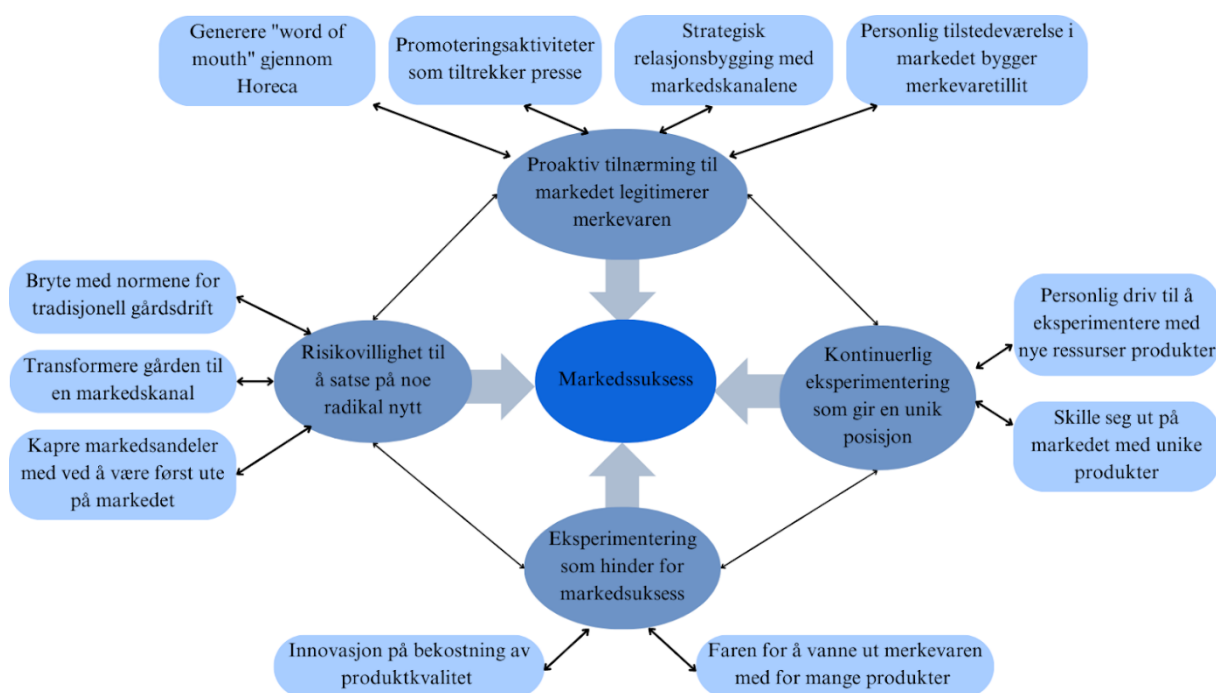 Generere "word of
mouth" gjennom
Horeca
Promoteringsaktiviteter
som tiltrekker presse
Strategisk
relasjonsbygging med
markedskanalene
Personlig tilstedeværelse i
markedet bygger
merkevaretillit
Proaktiv tilnærming til
markedet legitimerer
merkevaren
Bryte med normene for
tradisjonell gårdsdrift
Transformere gården til
en markedskanal
Kapre markedsandeler
med ved å være først ute
på markedet
Risikovillighet til
å satse på noe
radikal nytt
Markedssuksess
Kontinuerlig
eksperimentering
som gir en unik
posisjon
Personlig driv til å
eksperimentere med
nye ressurser produkter
Skille seg ut på
markedet med unike
produkter
Eksperimentering
som hinder for
markedsuksess
Innovasjon på bekostning av
produktkvalitet
Faren for å vanne ut merkevaren
med for mange produkter